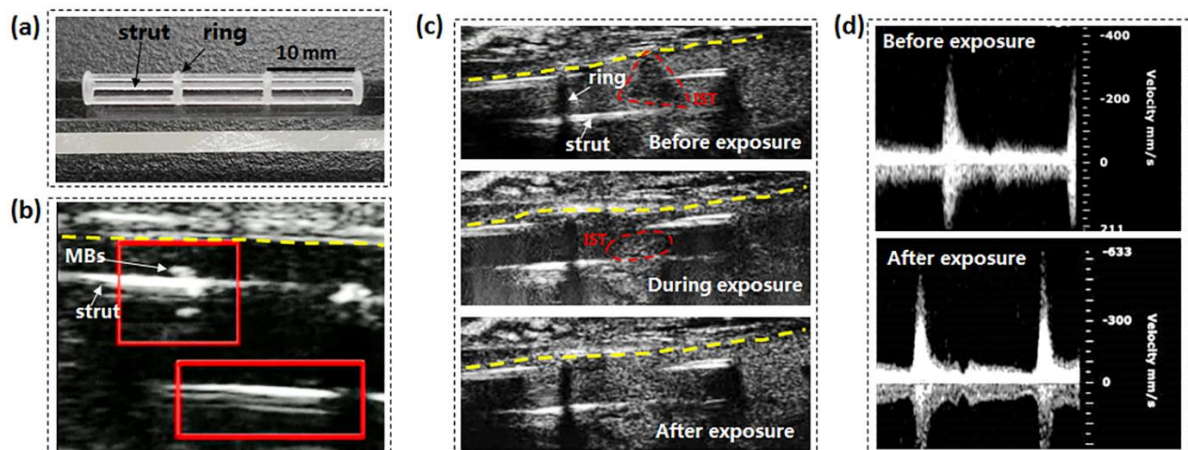 (a)
strut
ring
10 mm
(b)
MBs
strut
(c)
ring
IST
strut
Before exposure
IST
During exposure
After exposure
(d)
Before exposure
-400
-200
0
211
Velocity mm/s
After exposure
-633
-300
0
Velocity mm/s